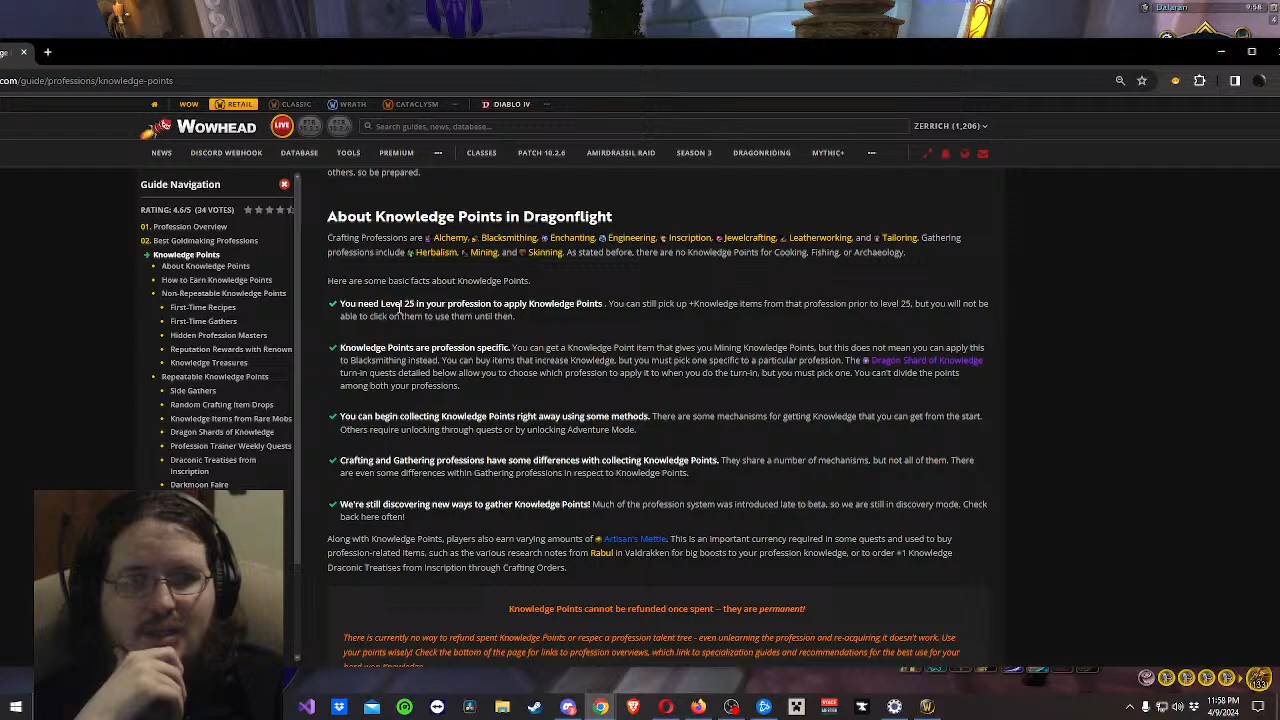 Dalaran 9:58
com/guide/professions/knowledge-points
WOW RETAIL CLASSIC WRATH CATACLYSM DIABLO IV
WOWHEAD LIVE PTR PTR Search guides, news, database... ZERRICH (1,206)
NEWS DISCORD WEBHOOK DATABASE TOOLS PREMIUM CLASSES PATCH 10.2.6 AMIRDRASSIL RAID SEASON 3 DRAGONRIDING MYTHIC+
Guide Navigation
RATING: 4.6/5 (34 VOTES)
01. Profession Overview
02. Best Goldmaking Professions
Knowledge Points
About Knowledge Points
How to Earn Knowledge Points
Non-Repeatable Knowledge Points
First-Time Recipes
First-Time Gathers
Hidden Profession Masters
Reputation Rewards with Renown
Knowledge Treasures
Repeatable Knowledge Points
Side Gathers
Random Crafting Item Drops
Knowledge Items from Rare Mobs
Dragon Shards of Knowledge
Profession Trainer Weekly Quests
Draconic Treatises from
Inscription
Darkmoon Faire
others, so be prepared.
About Knowledge Points in Dragonflight
Crafting Professions are Alchemy, Blacksmithing, Enchanting, Engineering, Inscription, Jewelcrafting, Leatherworking, and Tailoring. Gathering
professions include Herbalism, Mining, and Skinning. As stated before, there are no Knowledge Points for Cooking, Fishing, or Archaeology.
Here are some basic facts about Knowledge Points.
You need Level 25 in your profession to apply Knowledge Points . You can still pick up +Knowledge items from that profession prior to level 25, but you will not be
able to click on them to use them until then.
Knowledge Points are profession specific. You can get a Knowledge Point item that gives you Mining Knowledge Points, but this does not mean you can apply this
to Blacksmithing instead. You can buy items that increase Knowledge, but you must pick one specific to a particular profession. The Dragon Shard of Knowledge
turn-in quests detailed below allow you to choose which profession to apply it to when you do the turn-in, but you must pick one. You can't divide the points
among both your professions.
You can begin collecting Knowledge Points right away using some methods. There are some mechanisms for getting Knowledge that you can get from the start.
Others require unlocking through quests or by unlocking Adventure Mode.
Crafting and Gathering professions have some differences with collecting Knowledge Points. They share a number of mechanisms, but not all of them. There
are even some differences within Gathering professions in respect to Knowledge Points.
We're still discovering new ways to gather Knowledge Points! Much of the profession system was introduced late to beta, so we are still in discovery mode. Check
back here often!
Along with Knowledge Points, players also earn varying amounts of Artisan's Mettle. This is an important currency required in some quests and used to buy
profession-related items, such as the various research notes from Rabul in Valdrakken for big boosts to your profession knowledge, or to order +1 Knowledge
Draconic Treatises from Inscription through Crafting Orders.
Knowledge Points cannot be refunded once spent -- they are permanent!
There is currently no way to refund spent Knowledge Points or respec a profession talent tree - even unlearning the profession and re-acquiring it doesn't work. Use
your points wisely! Check the bottom of the page for links to profession overviews, which link to specialization guides and recommendations for the best use for your
hard-won Knowledge.
130
11:58 PM
4/9/2024